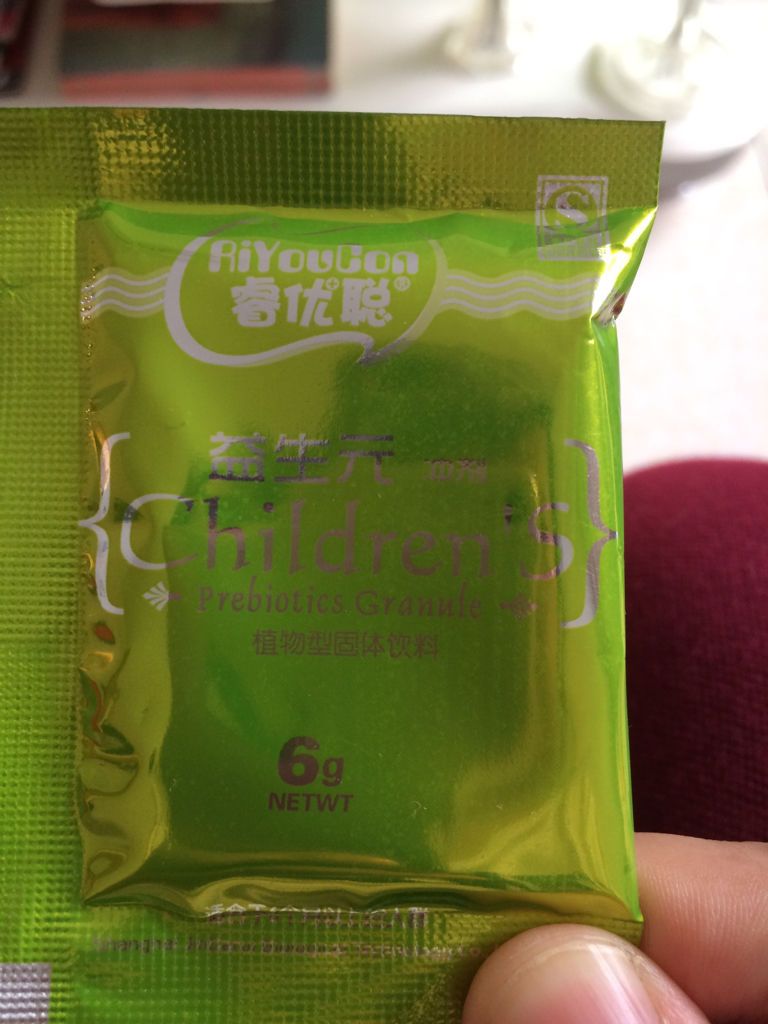 RiYouCon
睿优聪®
益生元 冲剂
Children's
Prebiotics Granule
植物型固体饮料
6g
NETWT
Shanghai